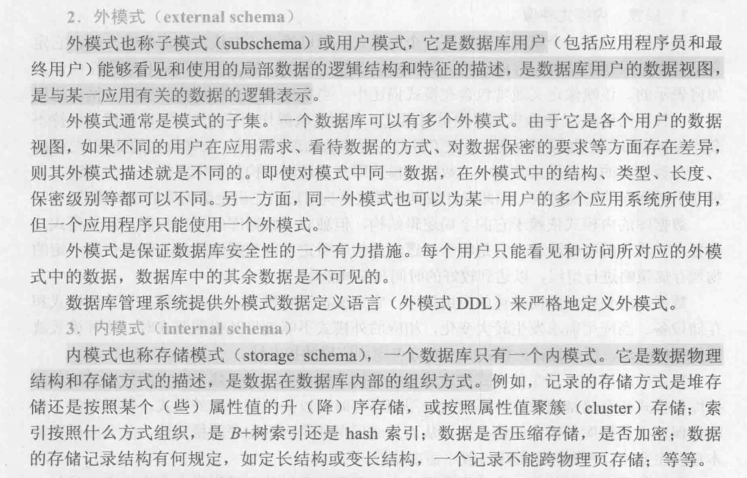 2．外模式（external schema）
外模式也称子模式（subschema）或用户模式，它是数据库用户（包括应用程序员和最
终用户）能够看见和使用的局部数据的逻辑结构和特征的描述，是数据库用户的数据视图，
是与某一应用有关的数据的逻辑表示。
外模式通常是模式的子集。一个数据库可以有多个外模式。由于它是各个用户的数据
视图，如果不同的用户在应用需求、看待数据的方式、对数据保密的要求等方面存在差异，
则其外模式描述就是不同的。即使对模式中同一数据，在外模式中的结构、类型、长度、
保密级别等都可以不同。另一方面，同一外模式也可以为某一用户的多个应用系统所使用，
但一个应用程序只能使用一个外模式。
外模式是保证数据库安全性的一个有力措施。每个用户只能看见和访问所对应的外模
式中的数据，数据库中的其余数据是不可见的。
数据库管理系统提供外模式数据定义语言（外模式 DDL）来严格地定义外模式。
3．内模式（internal schema）
内模式也称存储模式（storage schema），一个数据库只有一个内模式。它是数据物理
结构和存储方式的描述，是数据在数据库内部的组织方式。例如，记录的存储方式是堆存
储还是按照某个（些）属性值的升（降）序存储，或按照属性值聚簇（cluster）存储；索
引按照什么方式组织，是 B+树索引还是 hash 索引；数据是否压缩存储，是否加密；数据
的存储记录结构有何规定，如定长结构或变长结构，一个记录不能跨物理页存储；等等。